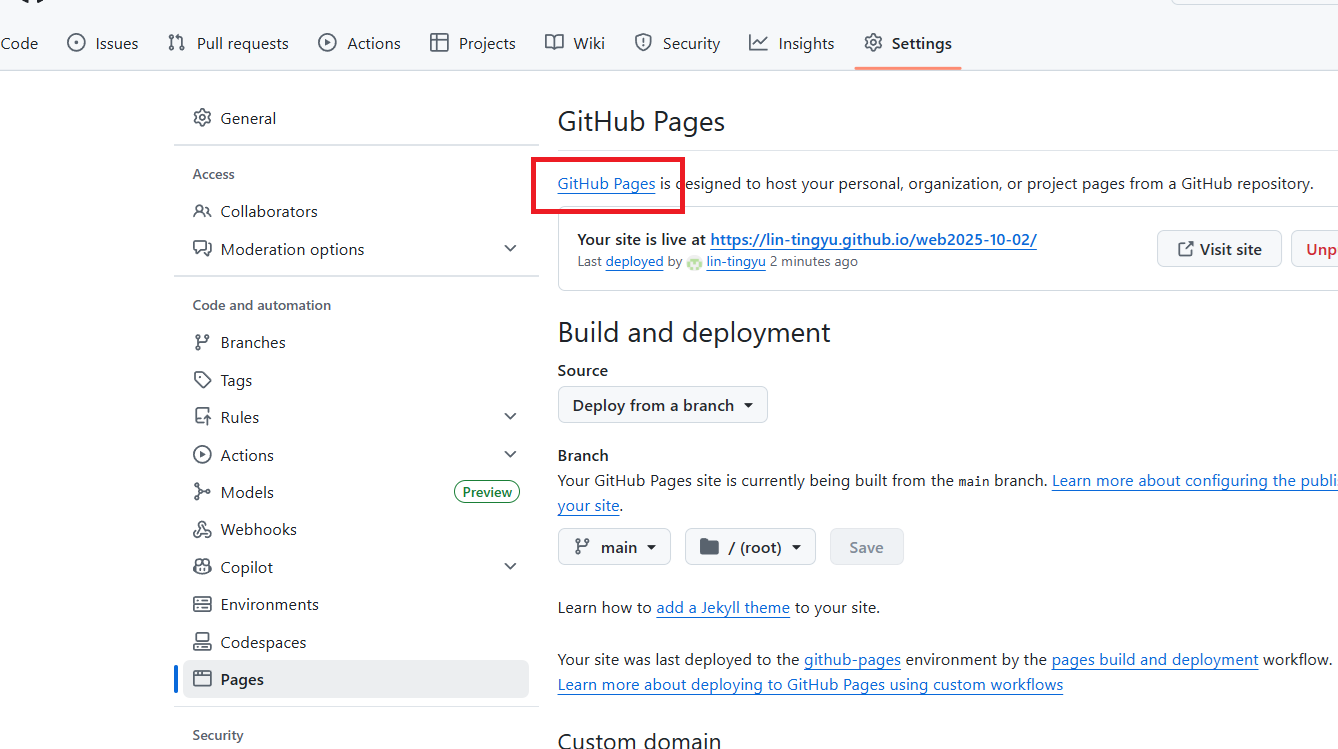 Code Issues Pull requests Actions Projects Wiki Security Insights Settings
General
Access
Collaborators
Moderation options
Code and automation
Branches
Tags
Rules
Actions
Models Preview
Webhooks
Copilot
Environments
Codespaces
Pages
Security
GitHub Pages
GitHub Pages is designed to host your personal, organization, or project pages from a GitHub repository.
Your site is live at https://lin-tingyu.github.io/web2025-10-02/
Last deployed by lin-tingyu 2 minutes ago
Visit site Unp
Build and deployment
Source
Deploy from a branch
Branch
Your GitHub Pages site is currently being built from the main branch. Learn more about configuring the publi
your site.
main / (root) Save
Learn how to add a Jekyll theme to your site.
Your site was last deployed to the github-pages environment by the pages build and deployment workflow.
Learn more about deploying to GitHub Pages using custom workflows
Custom domain